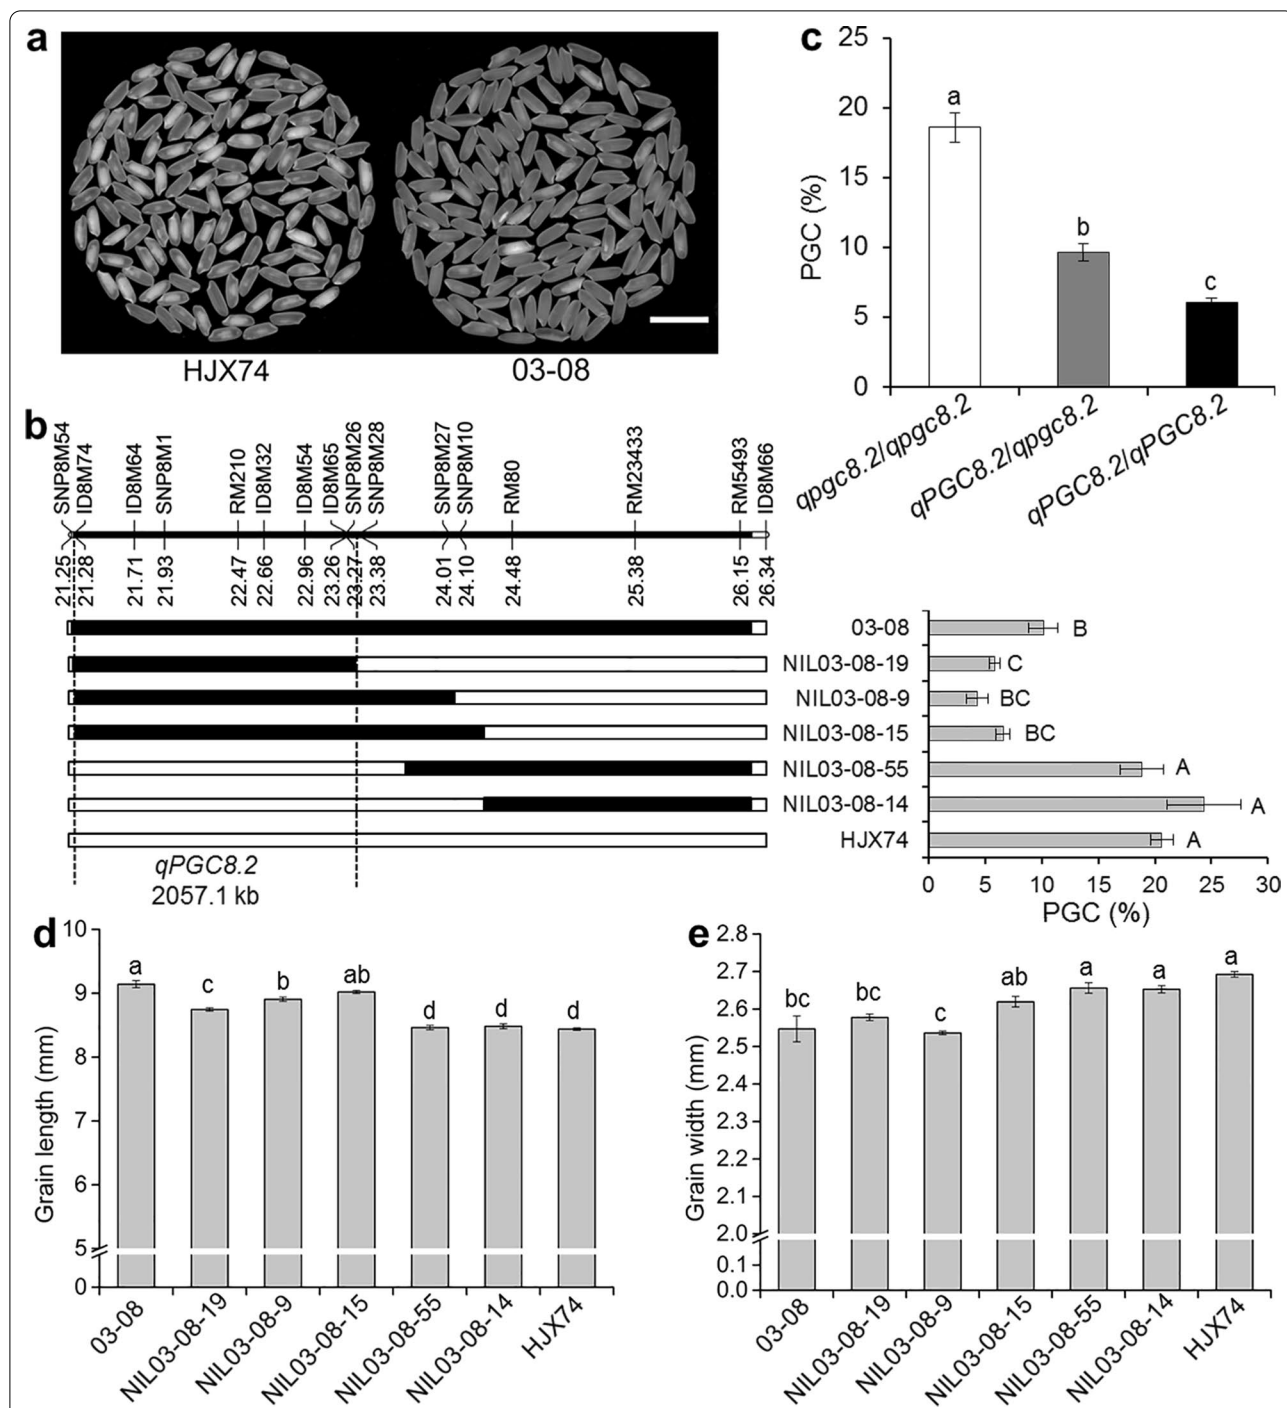 a
HJX74
03-08
c
PGC (%)
25
20
15
10
5
0
a
b
c
qpgc8.2/qpgc8.2
qPGC8.2/qpgc8.2
qPGC8.2/qPGC8.2
b
SNP8M54
ID8M74
ID8M64
SNP8M1
RM210
ID8M32
ID8M54
ID8M65
SNP8M26
SNP8M28
SNP8M27
SNP8M10
RM80
RM23433
RM5493
ID8M66
21.25
21.28
21.71
21.93
22.47
22.66
22.96
23.26
23.27
23.38
24.01
24.10
24.48
25.38
26.15
26.34
03-08 B
NIL03-08-19 C
NIL03-08-9 BC
NIL03-08-15 BC
NIL03-08-55 A
NIL03-08-14 A
HJX74 A
qPGC8.2
2057.1 kb
0 5 10 15 20 25 30
PGC (%)
d
Grain length (mm)
10
9
8
7
6
5
0
a c b ab d d d
03-08
NIL03-08-19
NIL03-08-9
NIL03-08-15
NIL03-08-55
NIL03-08-14
HJX74
e
Grain width (mm)
2.8
2.7
2.6
2.5
2.4
2.3
2.2
2.1
2.0
0.1
0.0
bc bc c ab a a a
03-08
NIL03-08-19
NIL03-08-9
NIL03-08-15
NIL03-08-55
NIL03-08-14
HJX74